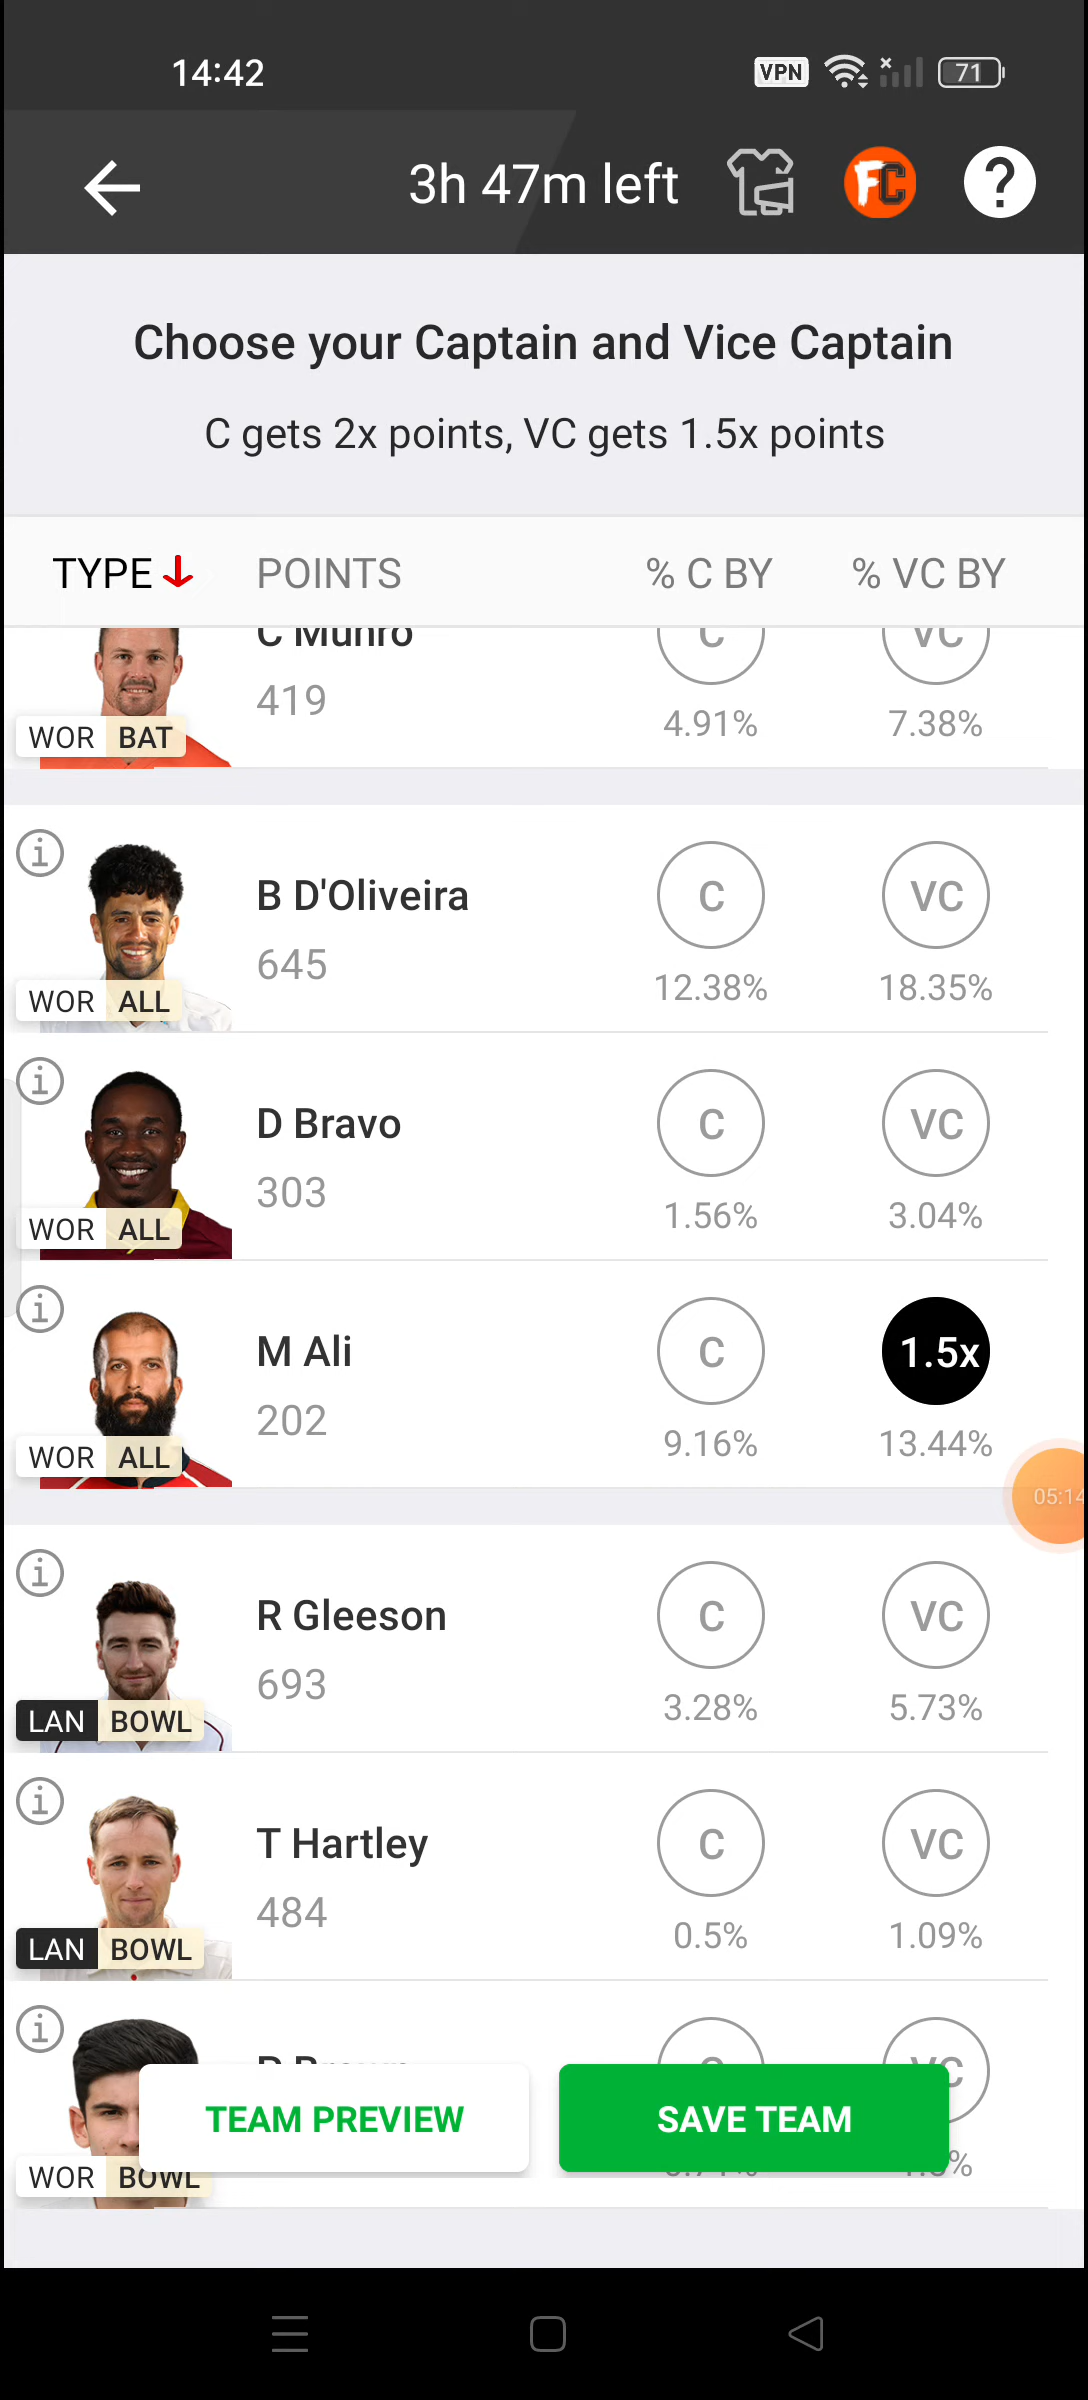 14:42
VPN
71
3h 47m left
FC
?
Choose your Captain and Vice Captain
C gets 2x points, VC gets 1.5x points
TYPE POINTS % C BY % VC BY
C Munro C VC
419 4.91% 7.38%
WOR BAT
B D'Oliveira C VC
645 12.38% 18.35%
WOR ALL
D Bravo C VC
303 1.56% 3.04%
WOR ALL
M Ali C 1.5x
202 9.16% 13.44%
WOR ALL
05:14
R Gleeson C VC
693 3.28% 5.73%
LAN BOWL
T Hartley C VC
484 0.5% 1.09%
LAN BOWL
C VC
TEAM PREVIEW SAVE TEAM
WOR BOWL